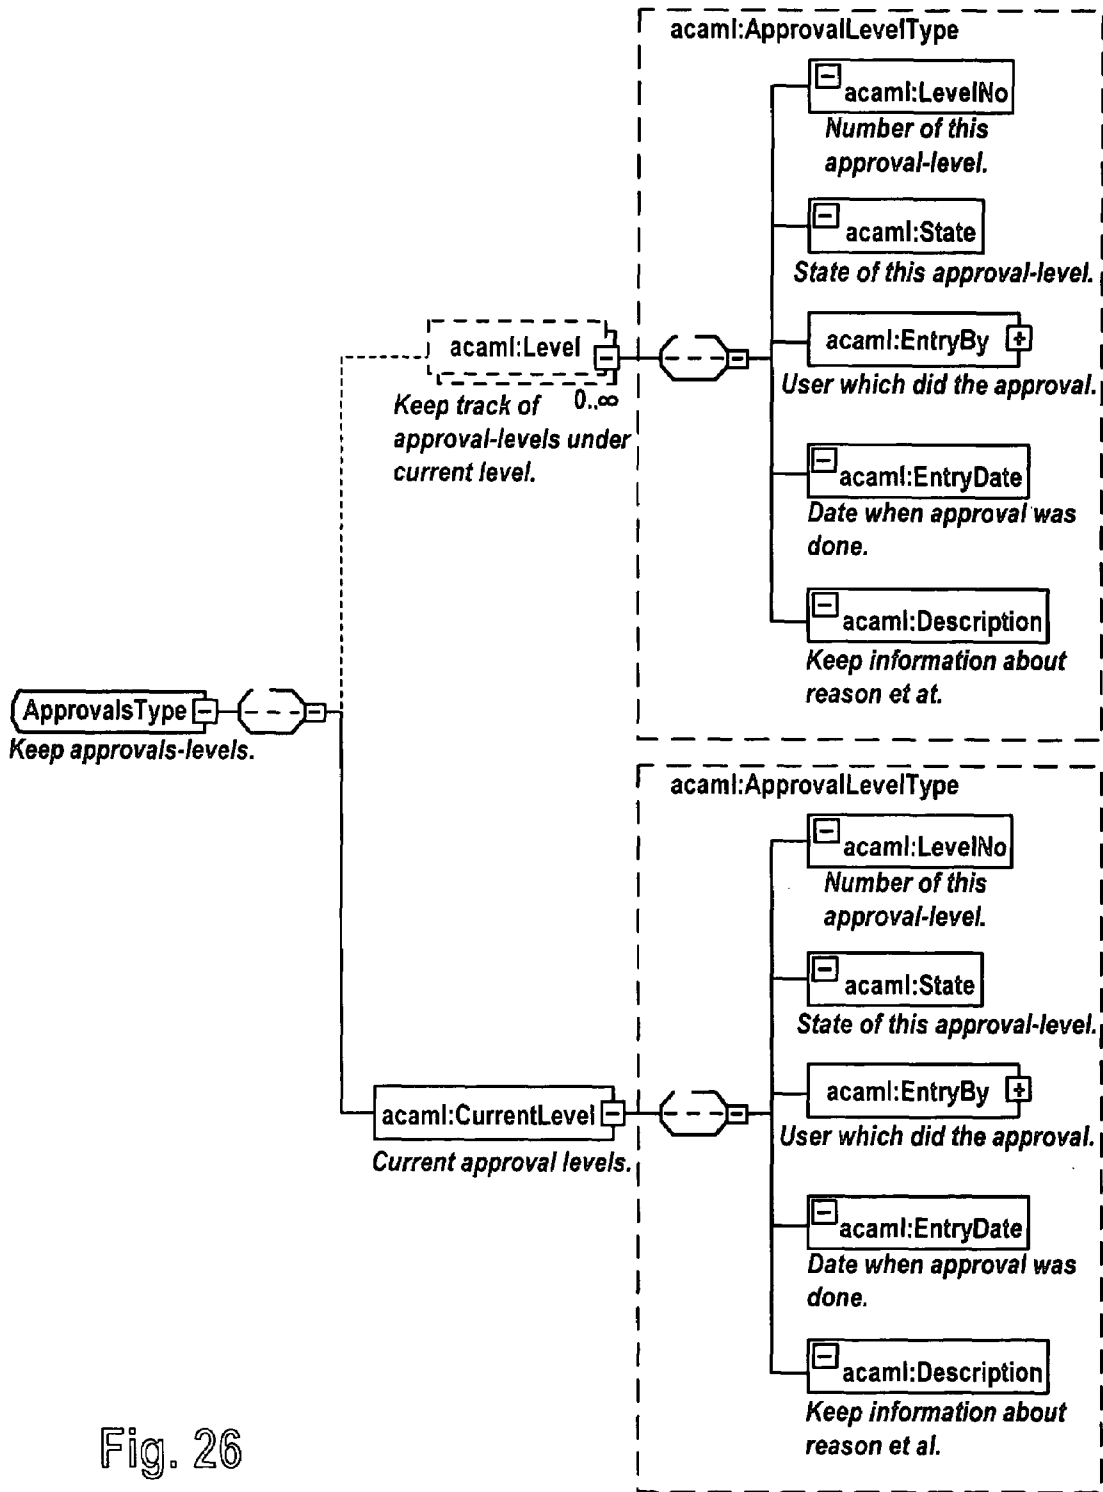 acaml:ApprovalLevelType
acaml:LevelNo
Number of this
approval-level.
acaml:State
State of this approval-level.
acaml:Level
0..∞
Keep track of
approval-levels under
current level.
acaml:EntryBy
User which did the approval.
acaml:EntryDate
Date when approval was
done.
acaml:Description
Keep information about
reason et at.
ApprovalsType
Keep approvals-levels.
acaml:ApprovalLevelType
acaml:LevelNo
Number of this
approval-level.
acaml:State
State of this approval-level.
acaml:CurrentLevel
Current approval levels.
acaml:EntryBy
User which did the approval.
acaml:EntryDate
Date when approval was
done.
acaml:Description
Keep information about
reason et al.
Fig. 26